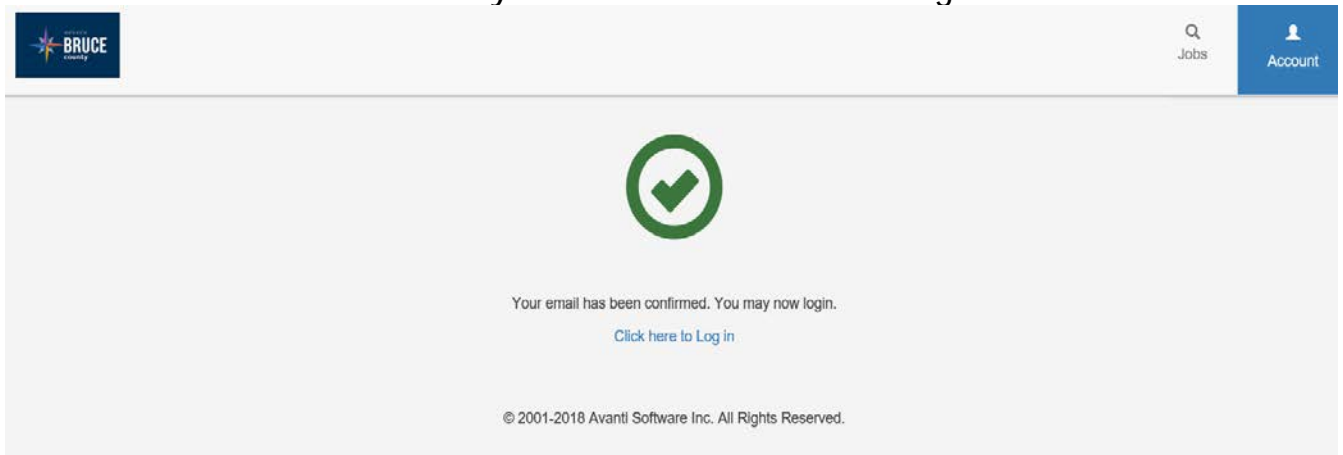 BRUCE
county
Jobs
Account
Your email has been confirmed. You may now login.
Click here to Log in
© 2001-2018 Avanti Software Inc. All Rights Reserved.